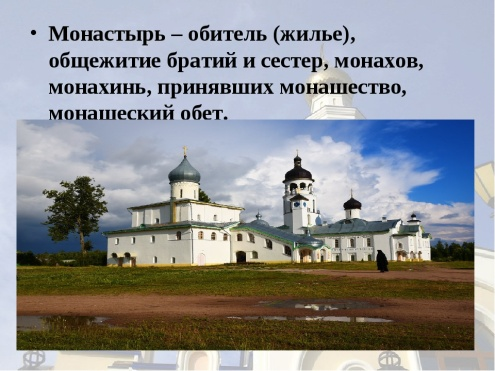 • Монастырь – обитель (жилье),
общежитие братий и сестер, монахов,
монахинь, принявших монашество,
монашеский обет.